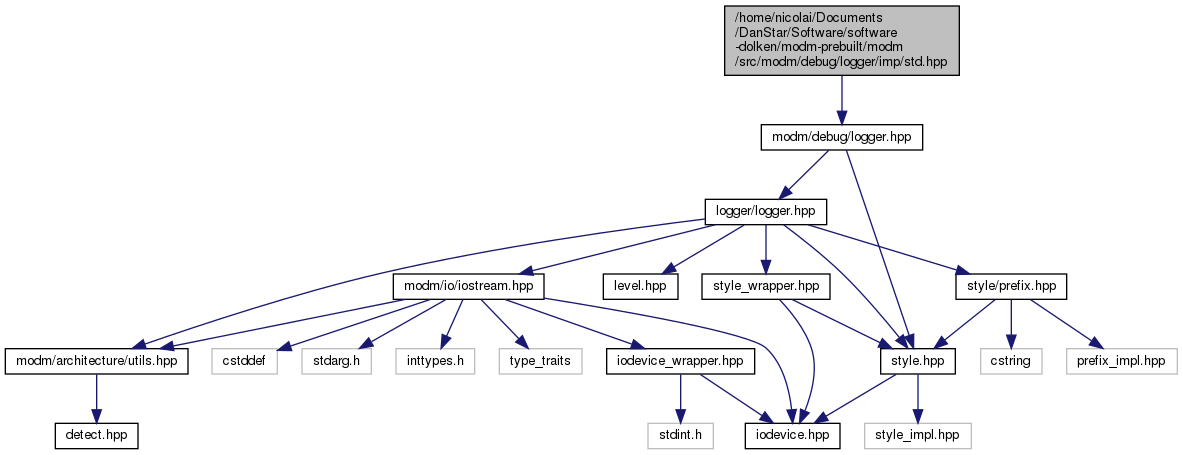 /home/nicolai/Documents
/DanStar/Software/software
-dolken/modm-prebuilt/modm
/src/modm/debug/logger/imp/std.hpp
modm/debug/logger.hpp
logger/logger.hpp
modm/io/iostream.hpp
level.hpp
style_wrapper.hpp
style/prefix.hpp
modm/architecture/utils.hpp
cstddef
stdarg.h
inttypes.h
type_traits
iodevice_wrapper.hpp
style.hpp
cstring
prefix_impl.hpp
detect.hpp
stdint.h
iodevice.hpp
style_impl.hpp